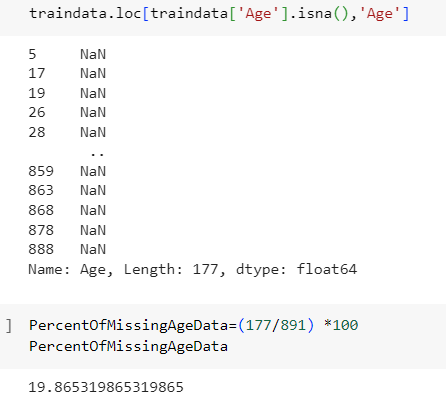 traindata.loc[traindata['Age'].isna(),'Age']
5 NaN
17 NaN
19 NaN
26 NaN
28 NaN
..
859 NaN
863 NaN
868 NaN
878 NaN
888 NaN
Name: Age, Length: 177, dtype: float64
] PercentOfMissingAgeData=(177/891) *100
PercentOfMissingAgeData
19.865319865319865